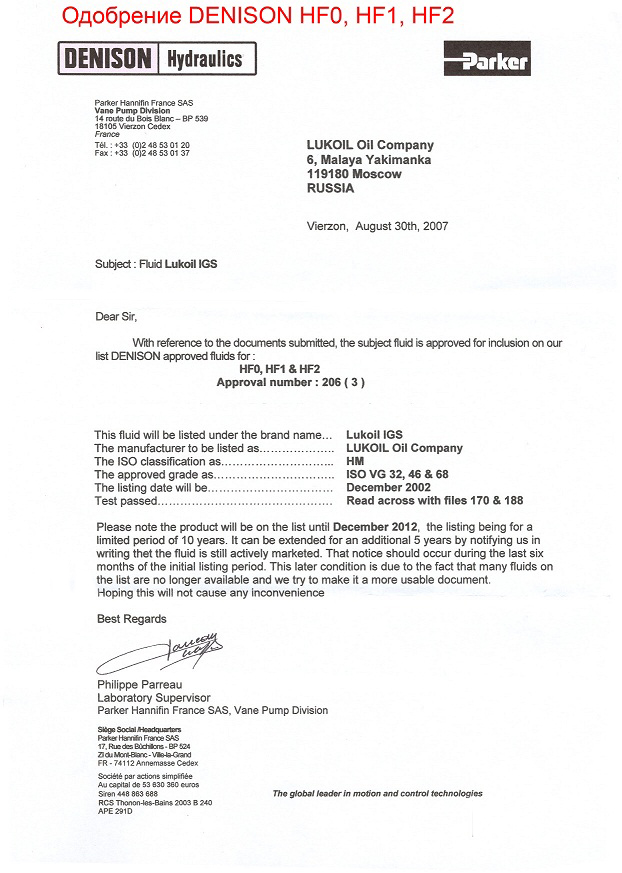 Одобрение DENISON HF0, HF1, HF2
DENISON Hydraulics
Parker
Parker Hannifin France SAS
Vane Pump Division
14 route du Bois Blanc – BP 539
18105 Vierzon Cedex
France
Tél. : +33 (0)2 48 53 01 20
Fax : +33 (0)2 48 53 01 37
LUKOIL Oil Company
6, Malaya Yakimanka
119180 Moscow
RUSSIA
Vierzon, August 30th, 2007
Subject : Fluid Lukoil IGS
Dear Sir,
With reference to the documents submitted, the subject fluid is approved for inclusion on our
list DENISON approved fluids for :
HF0, HF1 & HF2
Approval number : 206 ( 3 )
This fluid will be listed under the brand name… Lukoil IGS
The manufacturer to be listed as……………….. LUKOIL Oil Company
The ISO classification as……………………….. HM
The approved grade as…………………………. ISO VG 32, 46 & 68
The listing date will be…………………………… December 2002
Test passed………………………………………. Read across with files 170 & 188
Please note the product will be on the list until December 2012, the listing being for a
limited period of 10 years. It can be extended for an additional 5 years by notifying us in
writing thet the fluid is still actively marketed. That notice should occur during the last six
months of the initial listing period. This later condition is due to the fact that many fluids on
the list are no longer available and we try to make it a more usable document.
Hoping this will not cause any inconvenience
Best Regards
Philippe Parreau
Laboratory Supervisor
Parker Hannifin France SAS, Vane Pump Division
Siège Social /Headquarters
Parker Hannifin France SAS
17, Rue des Bûchillons - BP 524
ZI du Mont-Blanc - Ville-la-Grand
FR - 74112 Annemasse Cedex
Société par actions simplifiée
Au capital de 53 630 360 euros
Siren 448 863 688
RCS Thonon-les-Bains 2003 B 240
APE 291D
The global leader in motion and control technologies